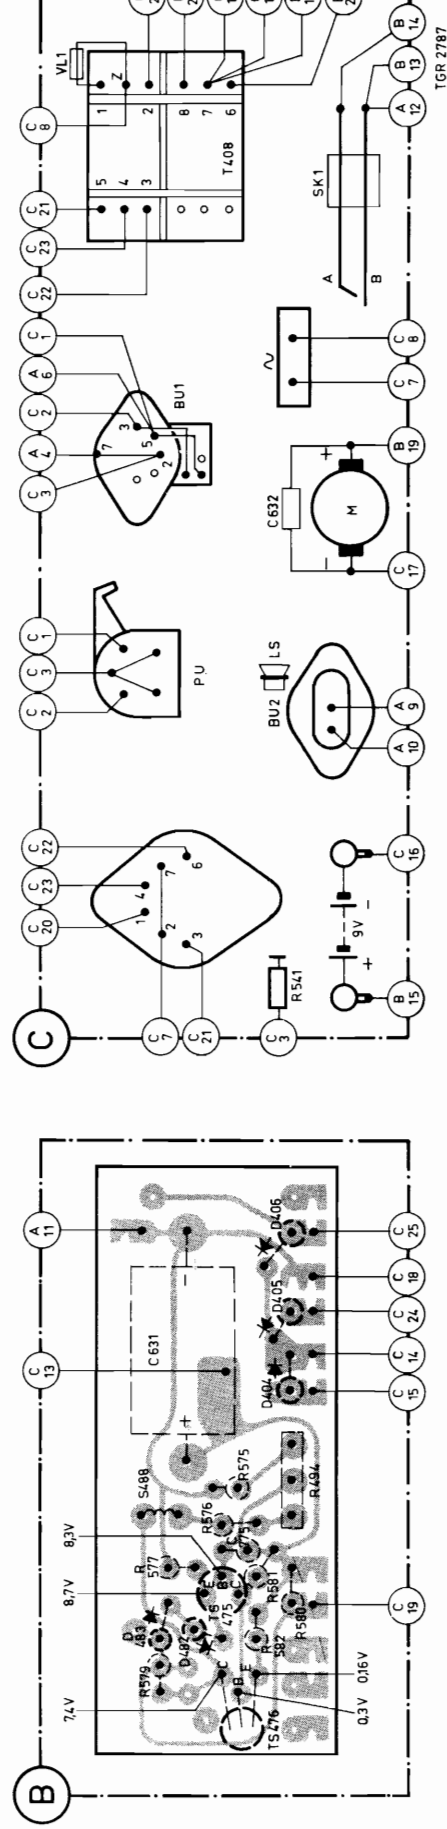 C
8
C
21
C
23
C
22
C
1
A
6
C
2
A
4
C
3
C
1
C
3
C
2
C
22
C
23
C
20
VL1
Z
1
2
8
7
6
5
4
3
T408
B
14
B
13
A
12
TGR 2787
SK1
A
B
BU1
7
3
5
2
∿
C
8
C
7
C 632
+
−
M
B
19
C
17
PU
BU2
LS
A
9
A
10
1
4
2
7
3
6
C
7
C
21
C
3
R541
9V
+
−
C
16
B
15
C
A
11
C
13
C631
+
−
D406
D405
D404
S488
R575
R576
R494
R
577
8,3V
8,7V
7,4V
D
483
D482
R579
TS
475
E
B
C
R581
R580
R
582
C
B
E
TS476
0,16V
0,3V
C
25
C
18
C
24
C
14
C
15
C
19
B